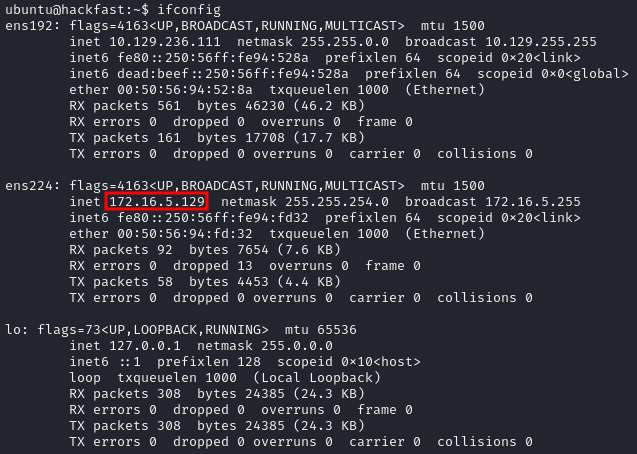 ubuntu@hackfast:~$ ifconfig
ens192: flags=4163<UP,BROADCAST,RUNNING,MULTICAST>  mtu 1500
        inet 10.129.236.111  netmask 255.255.0.0  broadcast 10.129.255.255
        inet6 fe80::250:56ff:fe94:528a  prefixlen 64  scopeid 0×20<link>
        inet6 dead:beef::250:56ff:fe94:528a  prefixlen 64  scopeid 0×0<global>
        ether 00:50:56:94:52:8a  txqueuelen 1000  (Ethernet)
        RX packets 561  bytes 46230 (46.2 KB)
        RX errors 0  dropped 0  overruns 0  frame 0
        TX packets 161  bytes 17708 (17.7 KB)
        TX errors 0  dropped 0 overruns 0  carrier 0  collisions 0

ens224: flags=4163<UP,BROADCAST,RUNNING,MULTICAST>  mtu 1500
        inet 172.16.5.129  netmask 255.255.254.0  broadcast 172.16.5.255
        inet6 fe80::250:56ff:fe94:fd32  prefixlen 64  scopeid 0×20<link>
        ether 00:50:56:94:fd:32  txqueuelen 1000  (Ethernet)
        RX packets 92  bytes 7654 (7.6 KB)
        RX errors 0  dropped 13  overruns 0  frame 0
        TX packets 58  bytes 4453 (4.4 KB)
        TX errors 0  dropped 0 overruns 0  carrier 0  collisions 0

lo: flags=73<UP,LOOPBACK,RUNNING>  mtu 65536
        inet 127.0.0.1  netmask 255.0.0.0
        inet6 ::1  prefixlen 128  scopeid 0×10<host>
        loop  txqueuelen 1000  (Local Loopback)
        RX packets 308  bytes 24385 (24.3 KB)
        RX errors 0  dropped 0  overruns 0  frame 0
        TX packets 308  bytes 24385 (24.3 KB)
        TX errors 0  dropped 0 overruns 0  carrier 0  collisions 0